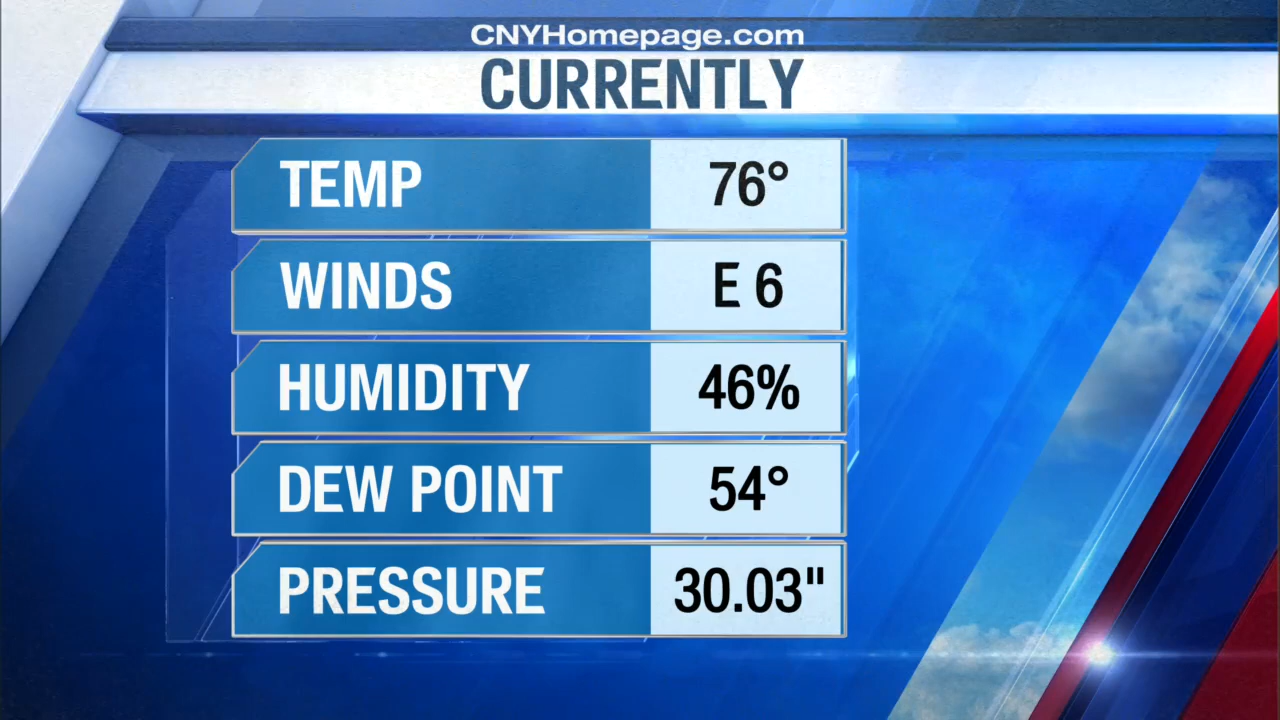 CNYHomepage.com
CURRENTLY
TEMP 76°
WINDS E 6
HUMIDITY 46%
DEW POINT 54°
PRESSURE 30.03"